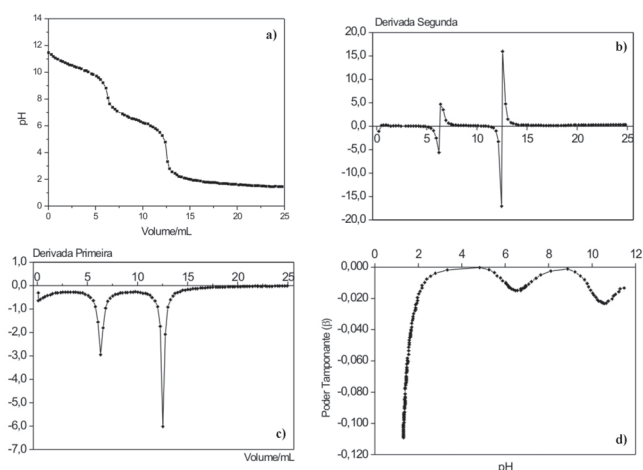 a)
14
12
10
8
6
4
2
0
pH
0 5 10 15 20 25
Volume/mL
Derivada Segunda
b)
20,0
15,0
10,0
5,0
0,0
-5,0
-10,0
-15,0
-20,0
0 5 10 15 20 25
Derivada Primeira
1,0
0,0
-1,0
-2,0
-3,0
-4,0
-5,0
-6,0
-7,0
0 5 10 15 20 25
c)
Volume/mL
0 2 4 6 8 10 12
0,000
-0,020
-0,040
-0,060
-0,080
-0,100
-0,120
Poder Tamponante (β)
d)
pH